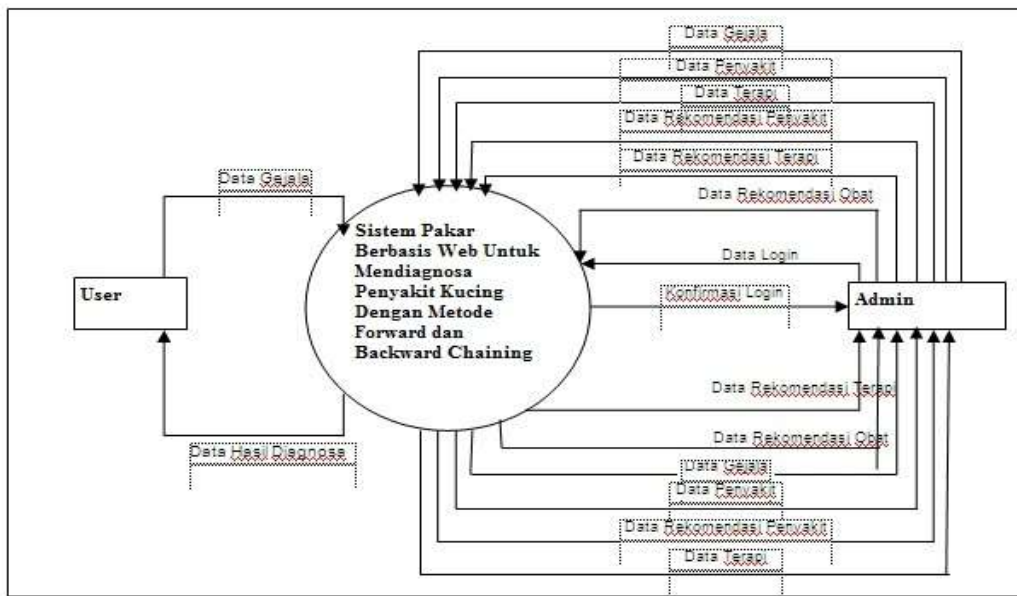 Data Gejala
Data Penyakit
Data Terapi
Data Rekomendasi Penyakit
Data Rekomendasi Terapi
Data Gejala
Data Rekomendasi Obat
Sistem Pakar
Berbasis Web Untuk
Mendiagnosa
Penyakit Kucing
Dengan Metode
Forward dan
Backward Chaining
Data Login
User
Konfirmasi Login
Admin
Data Rekomendasi Terapi
Data Rekomendasi Obat
Data Hasil Diagnosa
Data Gejala
Data Penyakit
Data Rekomendasi Penyakit
Data Terapi